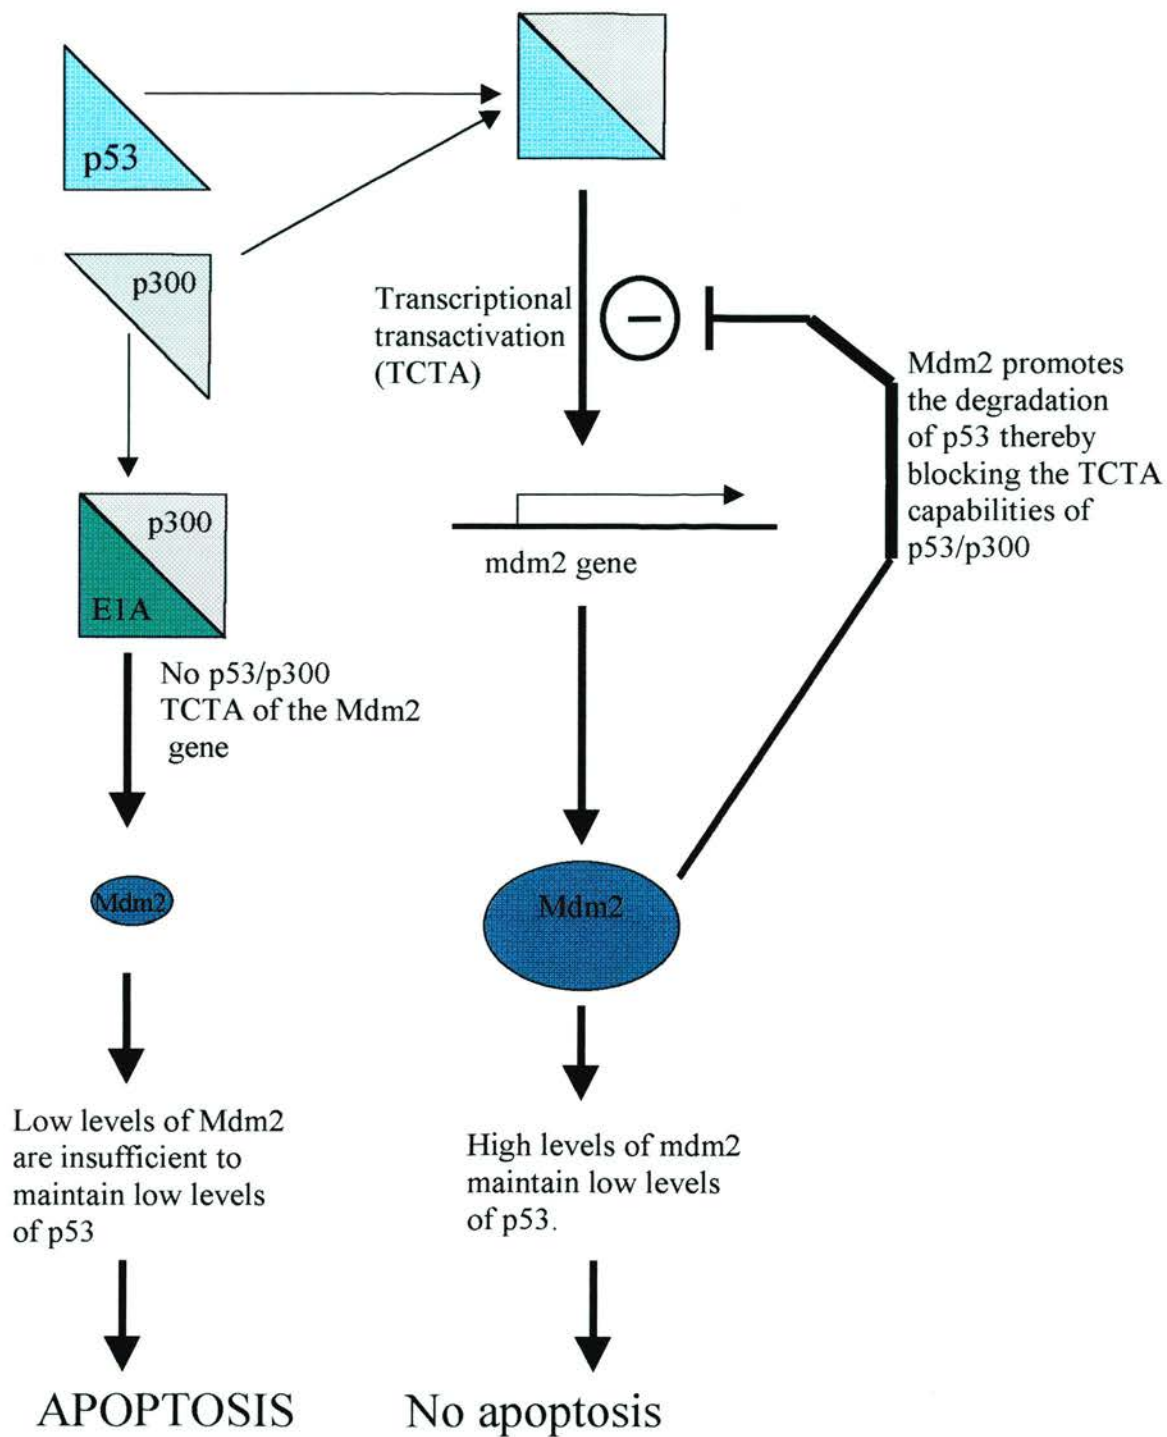 p53
p300
Transcriptional
transactivation
(TCTA)
Mdm2 promotes
the degradation
of p53 thereby
blocking the TCTA
capabilities of
p53/p300
mdm2 gene
p300
E1A
No p53/p300
TCTA of the Mdm2
gene
Mdm2
Mdm2
Low levels of Mdm2
are insufficient to
maintain low levels
of p53
High levels of mdm2
maintain low levels
of p53.
APOPTOSIS
No apoptosis